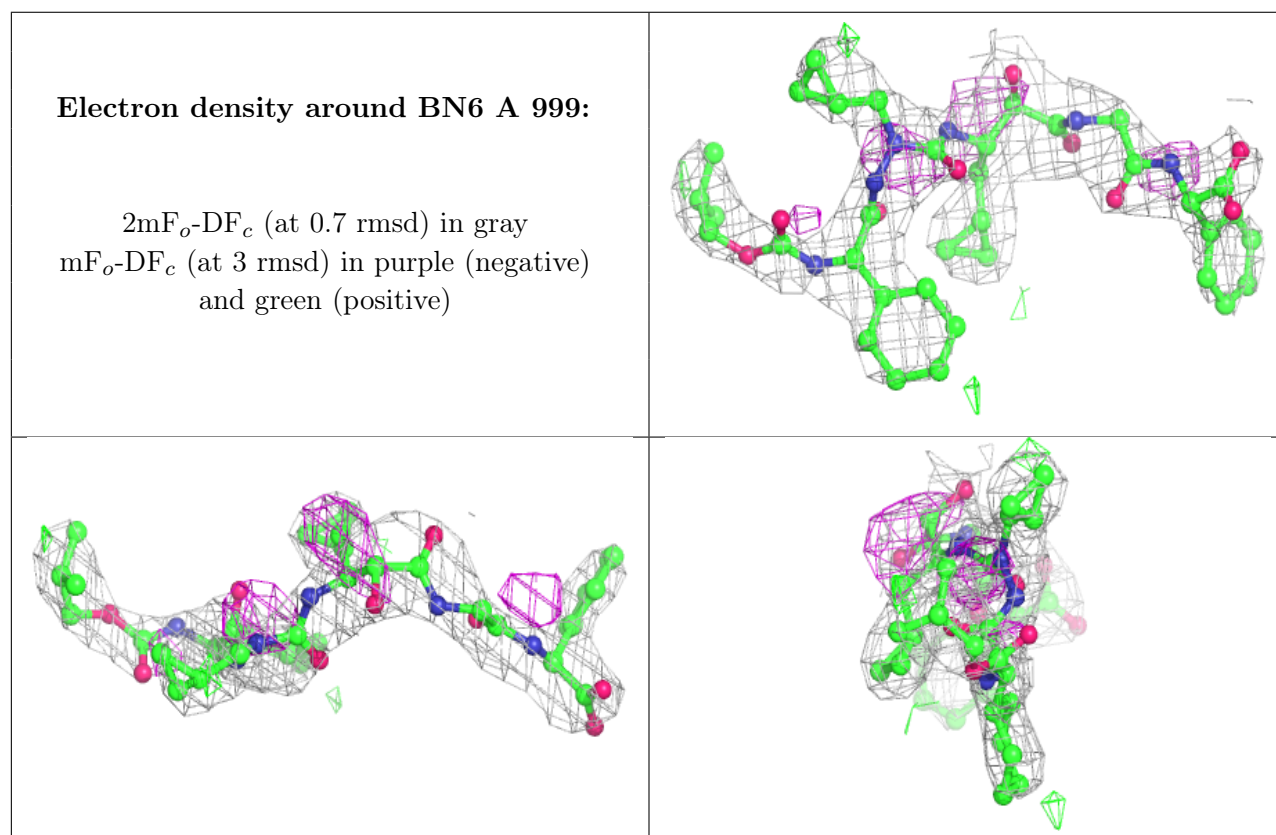 Electron density around BN6 A 999:
2mFo-DFc (at 0.7 rmsd) in gray
mFo-DFc (at 3 rmsd) in purple (negative)
and green (positive)